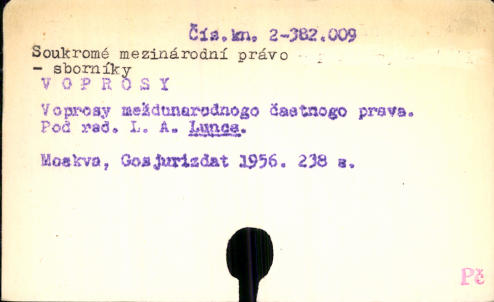 Čís.kn. 2-382.009
Soukromé mezinárodní právo
- sborníky
V O P R O S Y
Voprosy meždunarodnogo častnogo prava.
Pod red. L. A. Lunca.
Moskva, Gosjurizdat 1956. 238 s.
Pč